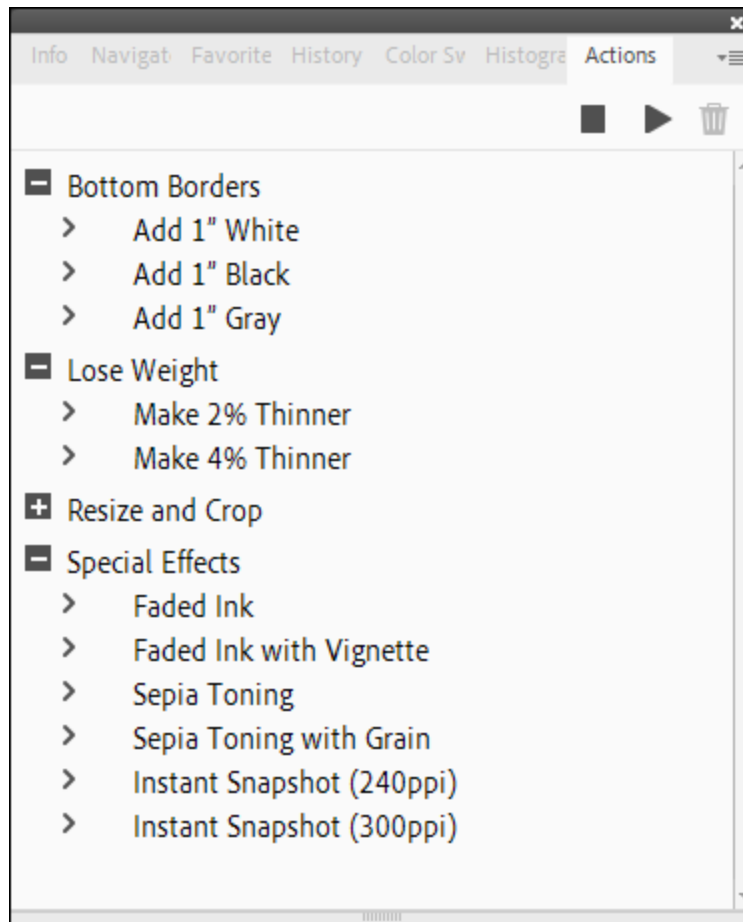 Info Navigat Favorite History Color Sv Histogra Actions
Bottom Borders
Add 1" White
Add 1" Black
Add 1" Gray
Lose Weight
Make 2% Thinner
Make 4% Thinner
Resize and Crop
Special Effects
Faded Ink
Faded Ink with Vignette
Sepia Toning
Sepia Toning with Grain
Instant Snapshot (240ppi)
Instant Snapshot (300ppi)